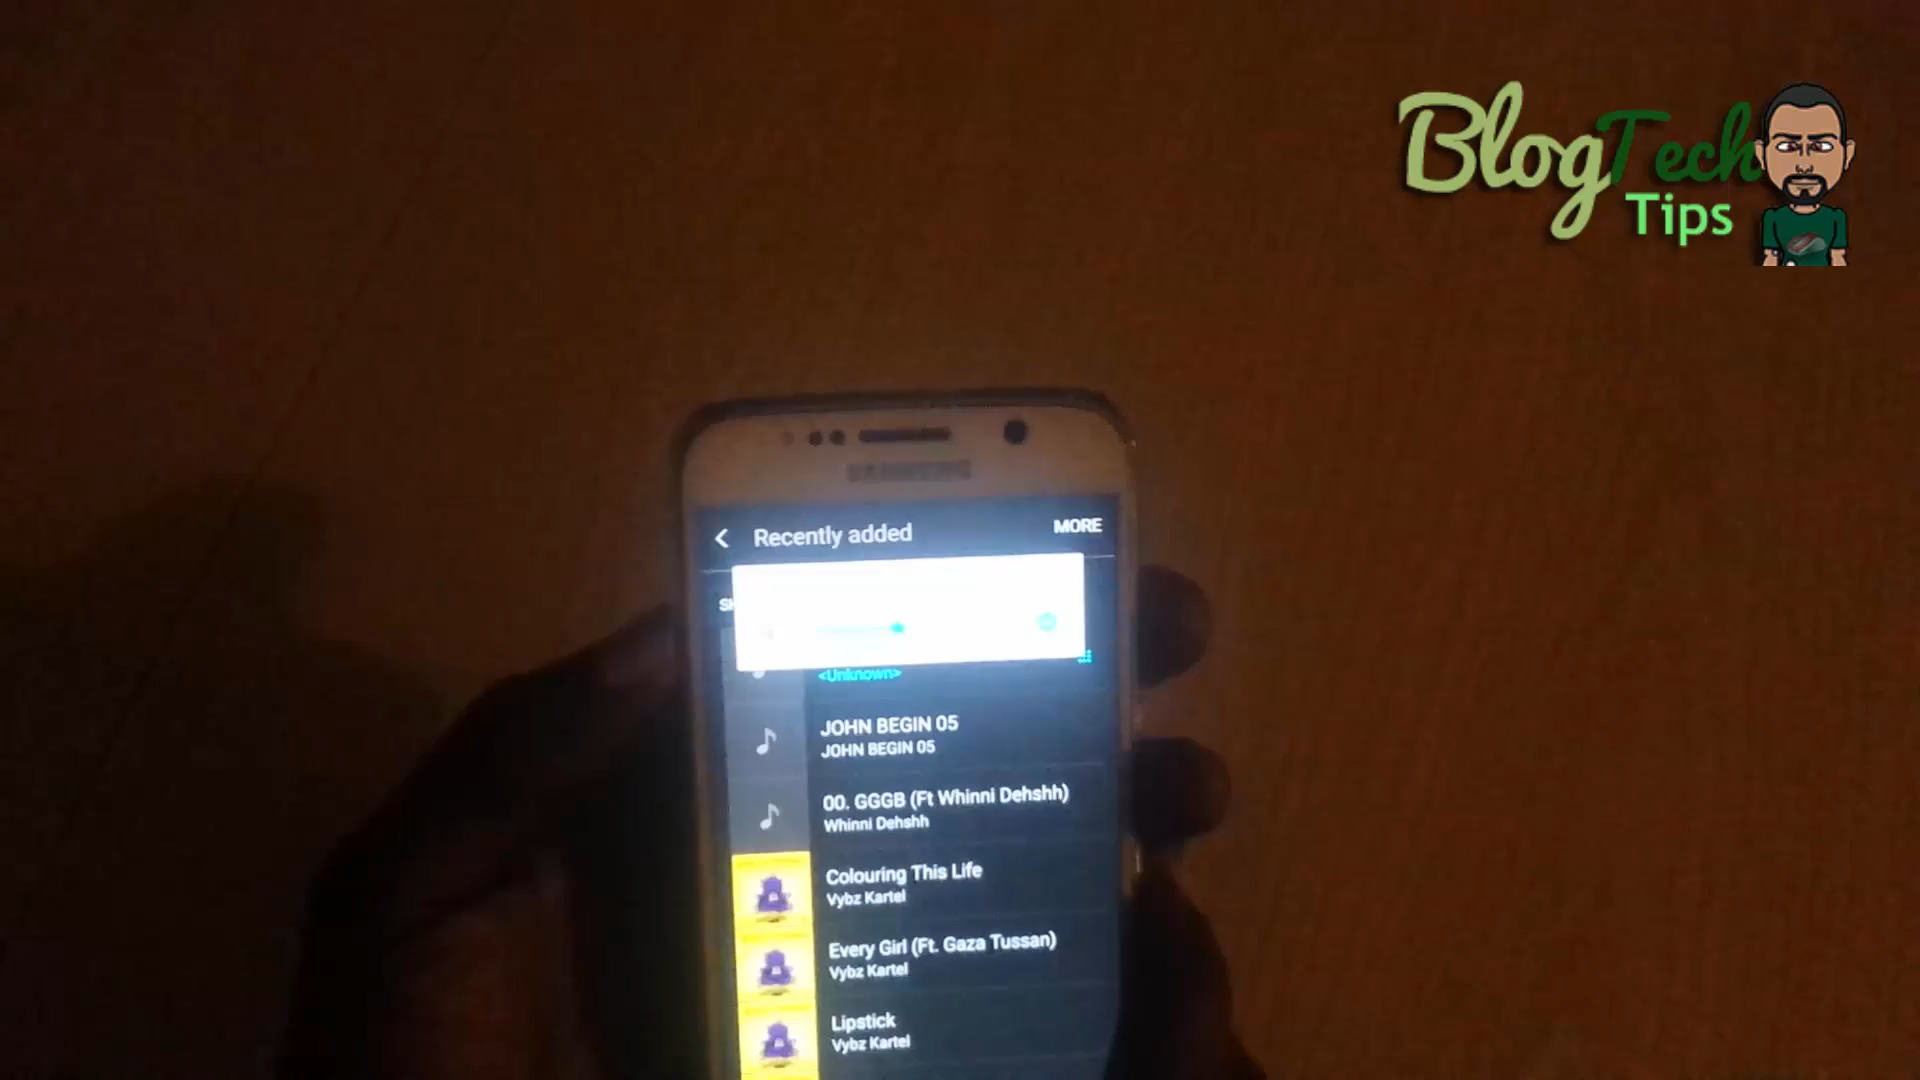 BlogTech
Tips
SAMSUNG
Recently added
MORE
<Unknown>
JOHN BEGIN 05
JOHN BEGIN 05
00. GGGB (Ft Whinni Dehshh)
Whinni Dehshh
Colouring This Life
Vybz Kartel
Every Girl (Ft. Gaza Tussan)
Vybz Kartel
Lipstick
Vybz Kartel